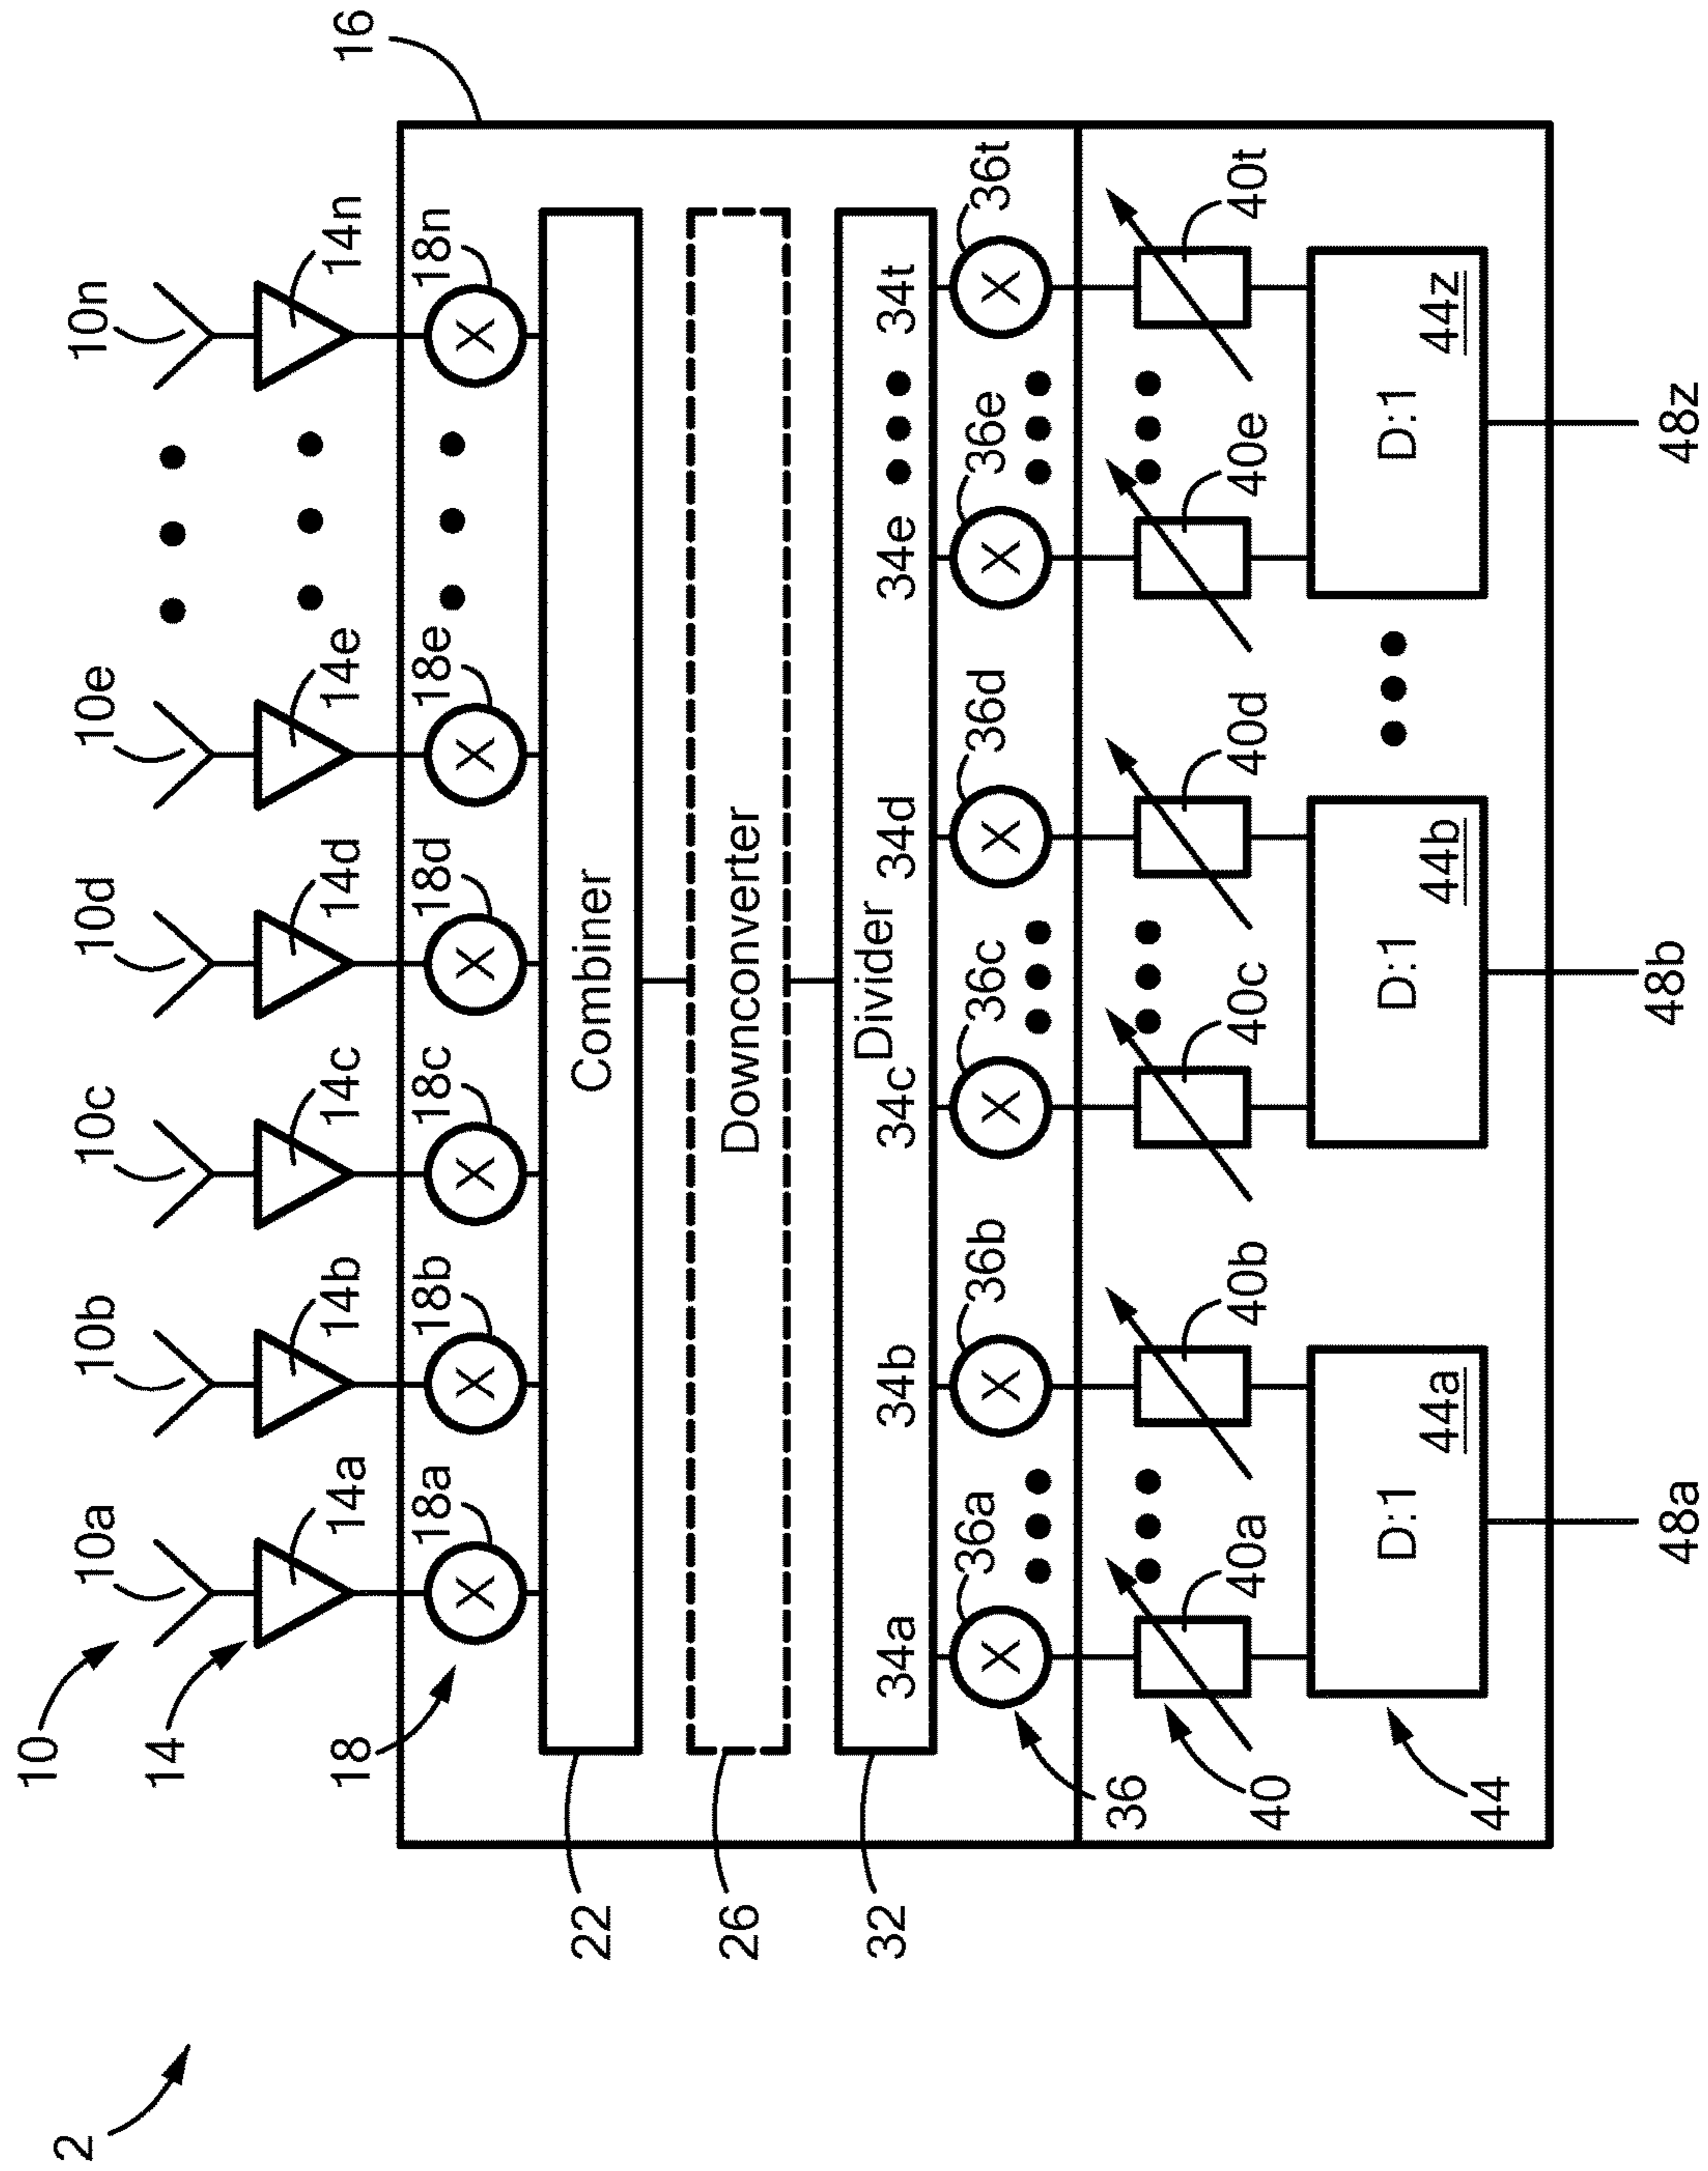 2
10
10a
10b
10c
10d
10e
10n
14
14a
14b
14c
14d
14e
14n
16
18
18a
18b
18c
18d
18e
18n
X
X
X
X
X
X
22
Combiner
26
Downconverter
32
Divider
34a
34b
34c
34d
34e
34t
36
36a
36b
36c
36d
36e
36t
X
X
X
X
X
X
40
40a
40b
40c
40d
40e
40t
44
D:1
44a
D:1
44b
D:1
44z
48a
48b
48z